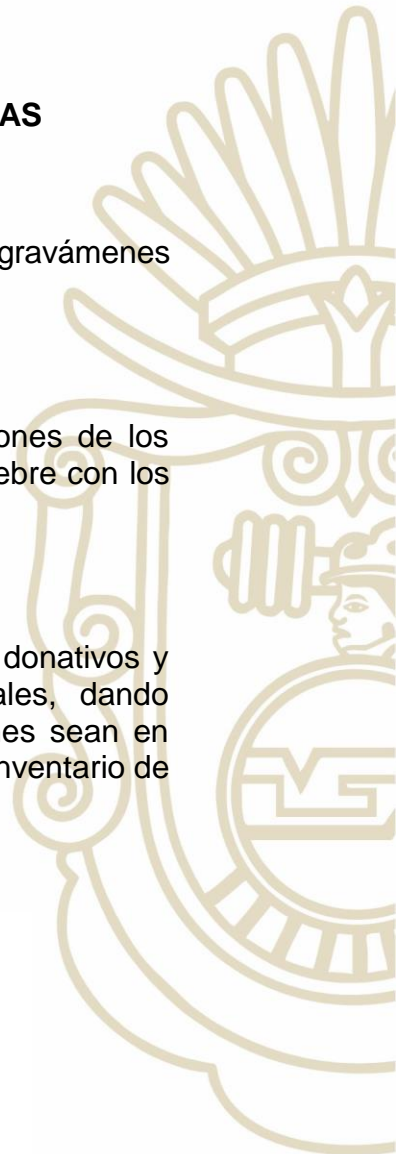 AS
gravámenes
ones de los
ebre con los
donativos y
ales, dando
es sean en
nventario de